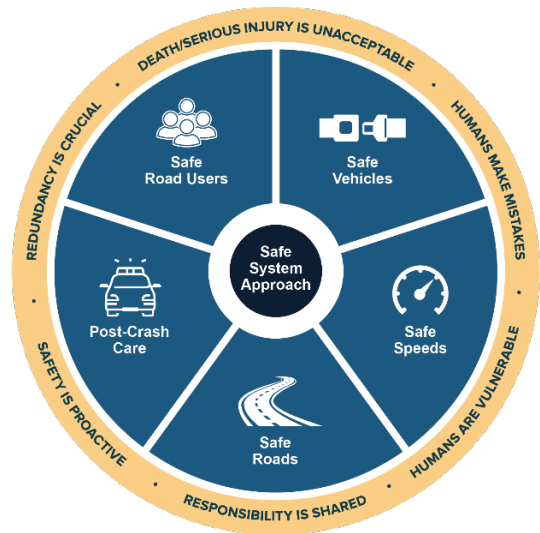 DEATH/SERIOUS INJURY IS UNACCEPTABLE
HUMANS MAKE MISTAKES
HUMANS ARE VULNERABLE
RESPONSIBILITY IS SHARED
SAFETY IS PROACTIVE
REDUNDANCY IS CRUCIAL
Safe
Road Users
Safe
Vehicles
Safe
System
Approach
Post-Crash
Care
Safe
Speeds
Safe
Roads